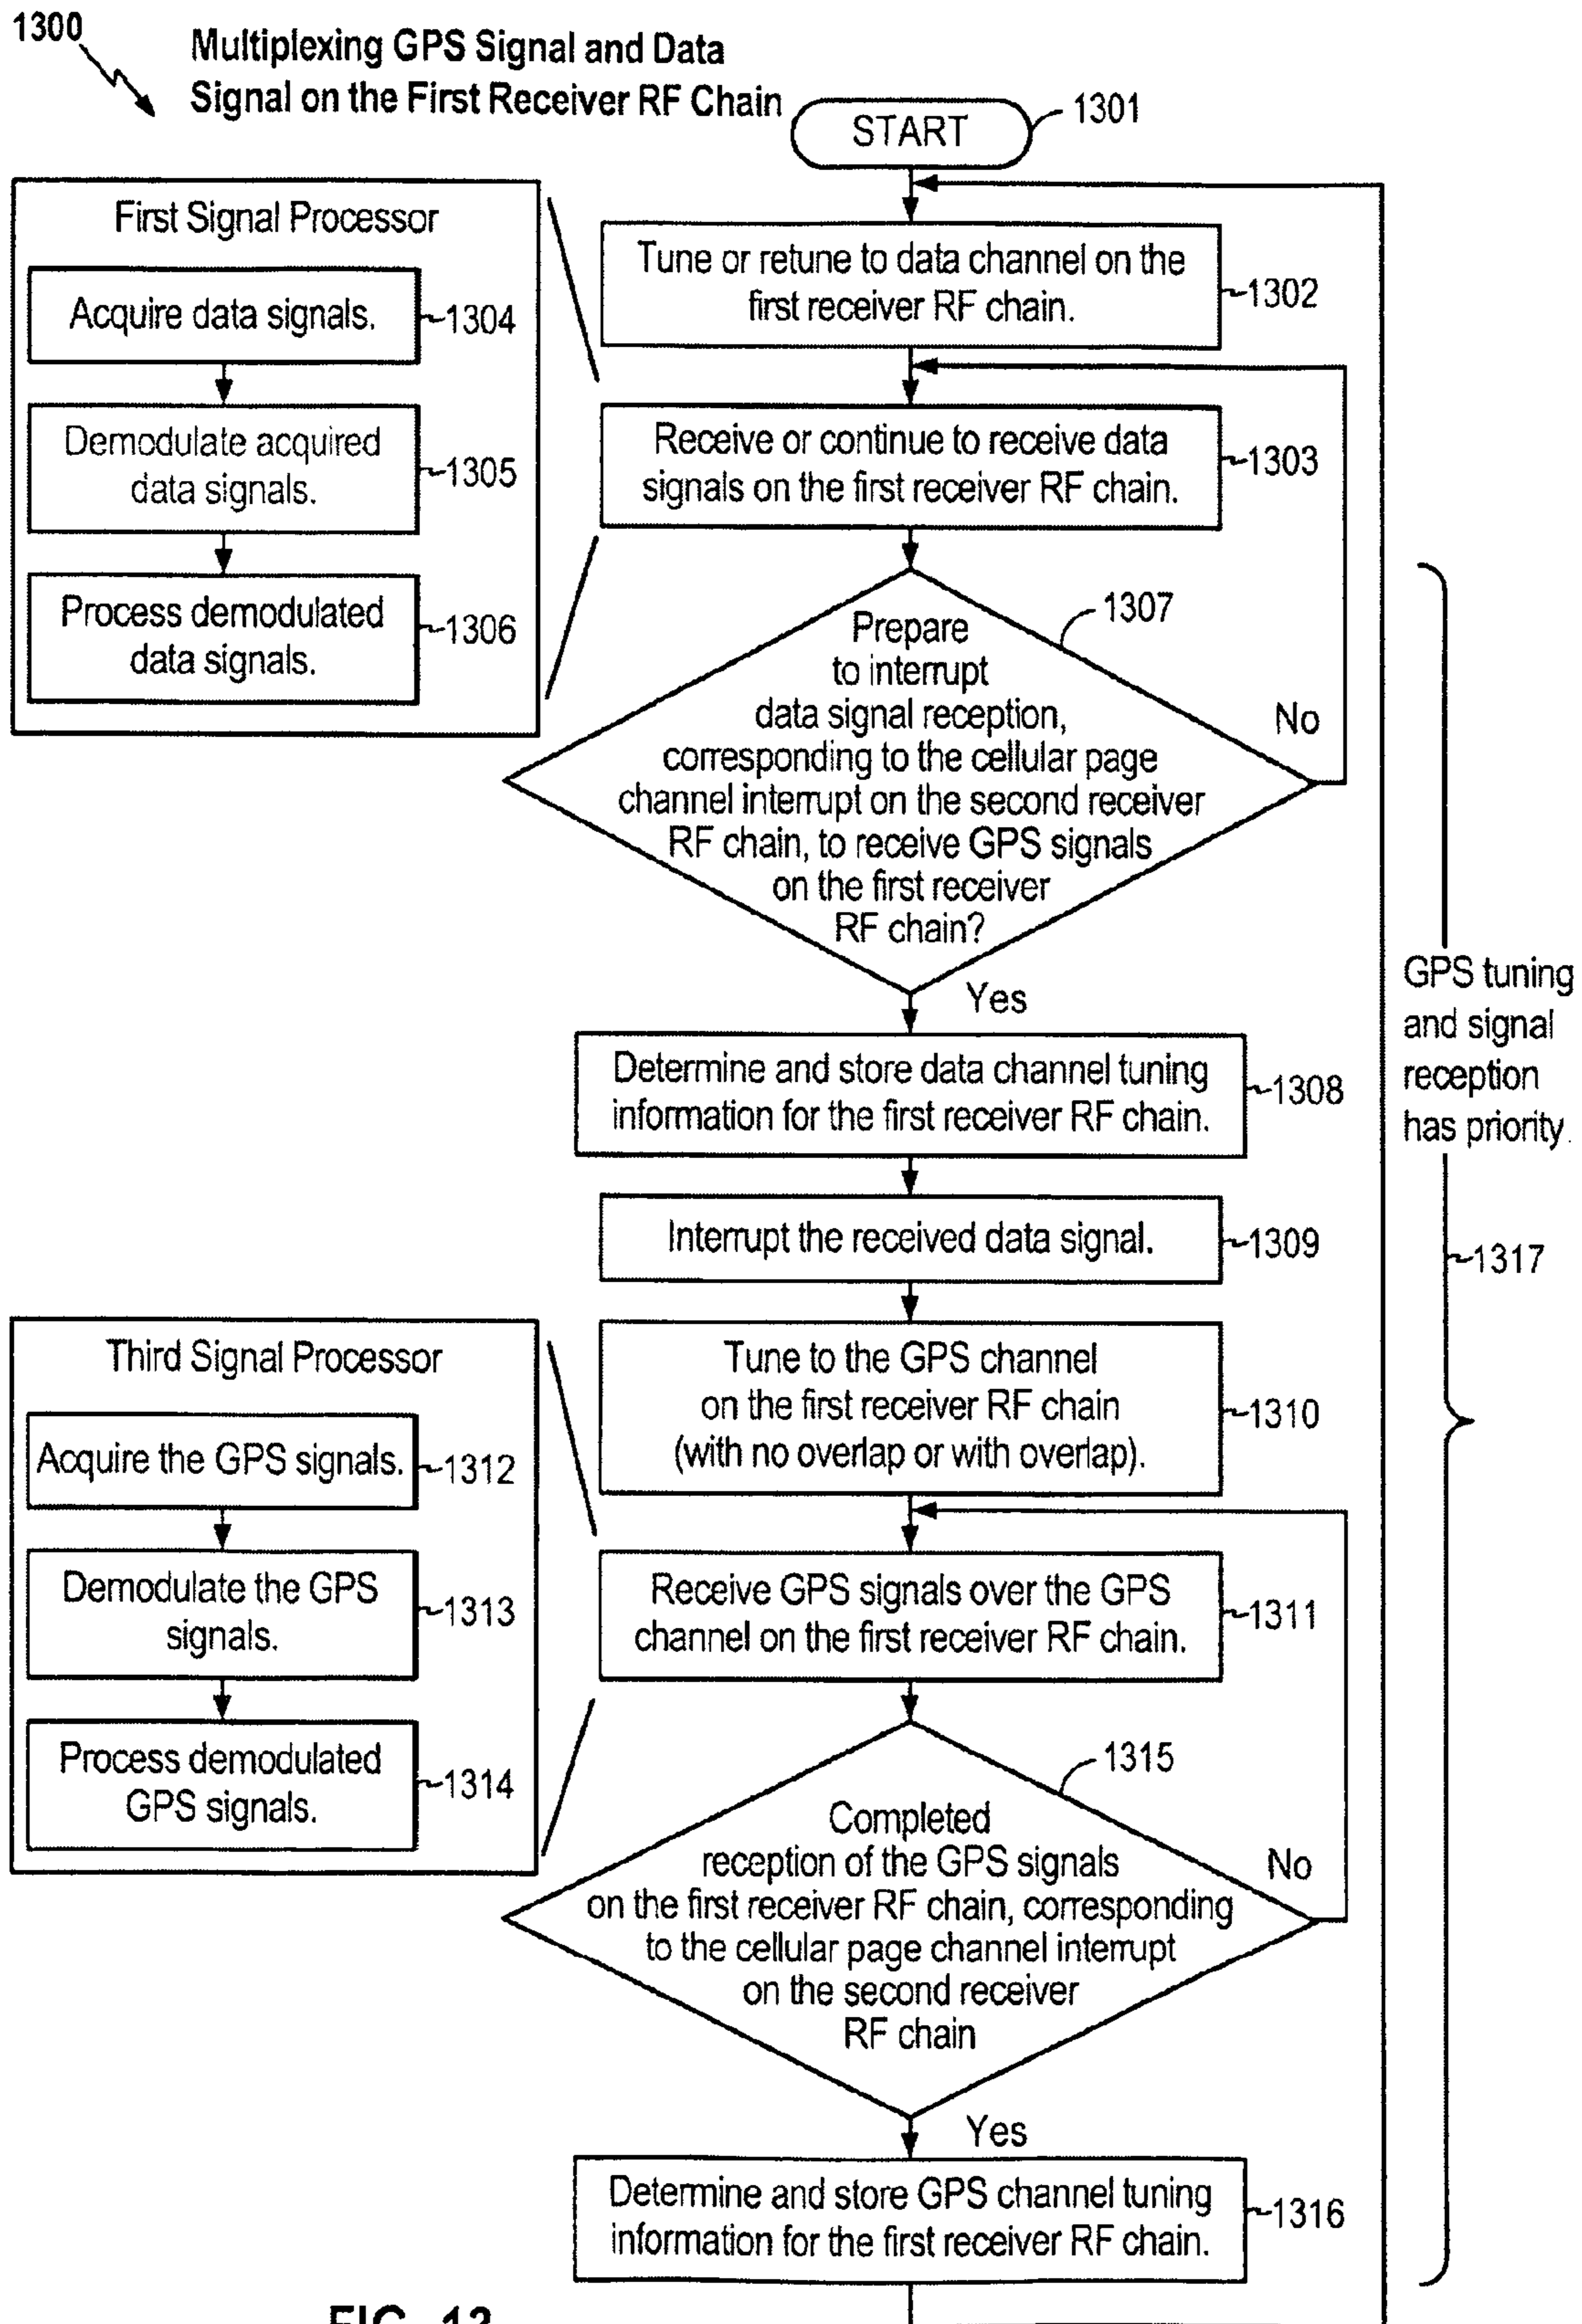 1300
Multiplexing GPS Signal and Data
Signal on the First Receiver RF Chain
START
1301
First Signal Processor
Acquire data signals.
1304
Demodulate acquired
data signals.
1305
Process demodulated
data signals.
1306
Tune or retune to data channel on the
first receiver RF chain.
1302
Receive or continue to receive data
signals on the first receiver RF chain.
1303
Prepare
to interrupt
data signal reception,
corresponding to the cellular page
channel interrupt on the second receiver
RF chain, to receive GPS signals
on the first receiver
RF chain?
1307
No
Yes
Determine and store data channel tuning
information for the first receiver RF chain.
1308
Interrupt the received data signal.
1309
Tune to the GPS channel
on the first receiver RF chain
(with no overlap or with overlap).
1310
Third Signal Processor
Acquire the GPS signals.
1312
Demodulate the GPS
signals.
1313
Process demodulated
GPS signals.
1314
Receive GPS signals over the GPS
channel on the first receiver RF chain.
1311
Completed
reception of the GPS signals
on the first receiver RF chain, corresponding
to the cellular page channel interrupt
on the second receiver
RF chain
1315
No
Yes
Determine and store GPS channel tuning
information for the first receiver RF chain.
1316
GPS tuning
and signal
reception
has priority.
1317
FIG. 13